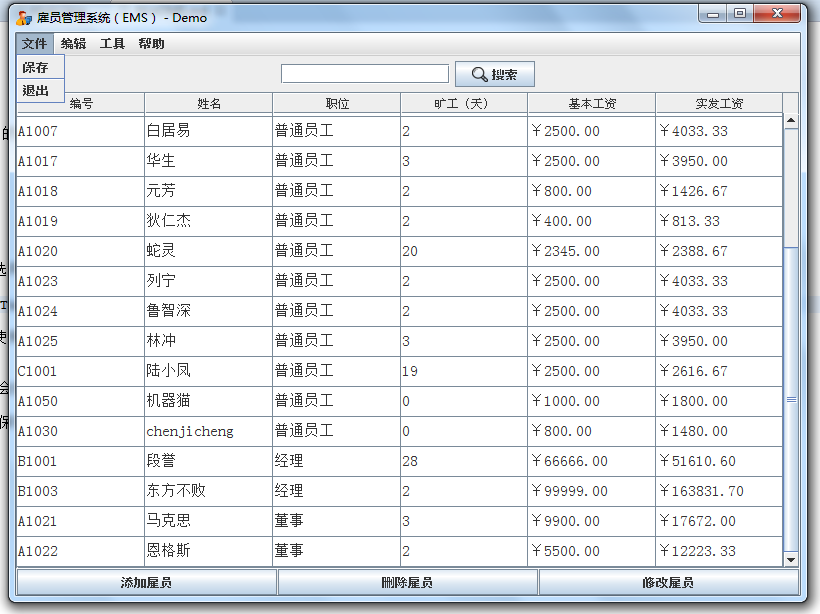 雇员管理系统（EMS） - Demo
文件 编辑 工具 帮助
保存
退出
搜索
编号 姓名 职位 旷工（天） 基本工资 实发工资
A1007 白居易 普通员工 2 ￥2500.00 ￥4033.33
A1017 华生 普通员工 3 ￥2500.00 ￥3950.00
A1018 元芳 普通员工 2 ￥800.00 ￥1426.67
A1019 狄仁杰 普通员工 2 ￥400.00 ￥813.33
A1020 蛇灵 普通员工 20 ￥2345.00 ￥2388.67
A1023 列宁 普通员工 2 ￥2500.00 ￥4033.33
A1024 鲁智深 普通员工 2 ￥2500.00 ￥4033.33
A1025 林冲 普通员工 3 ￥2500.00 ￥3950.00
C1001 陆小凤 普通员工 19 ￥2500.00 ￥2616.67
A1050 机器猫 普通员工 0 ￥1000.00 ￥1800.00
A1030 chenjicheng 普通员工 0 ￥800.00 ￥1480.00
B1001 段誉 经理 28 ￥66666.00 ￥51610.60
B1003 东方不败 经理 2 ￥99999.00 ￥163831.70
A1021 马克思 董事 3 ￥9900.00 ￥17672.00
A1022 恩格斯 董事 2 ￥5500.00 ￥12223.33
添加雇员 删除雇员 修改雇员